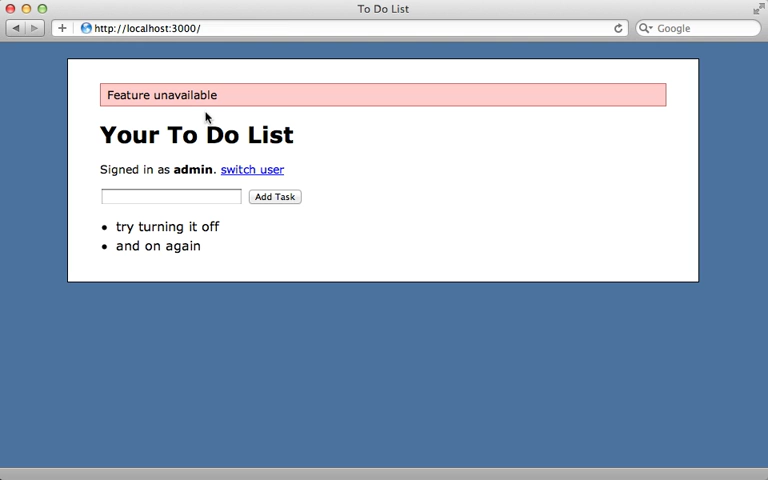 To Do List
http://localhost:3000/
Google
Feature unavailable
Your To Do List
Signed in as admin. switch user
Add Task
try turning it off
and on again